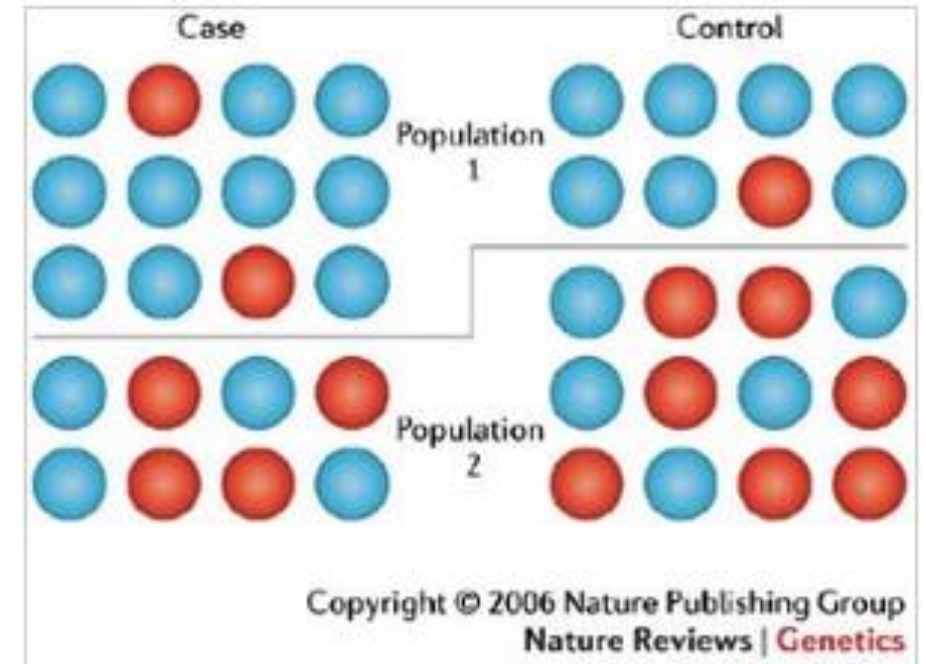 Case
Control
Population
1
Population
2
Copyright © 2006 Nature Publishing Group
Nature Reviews | Genetics